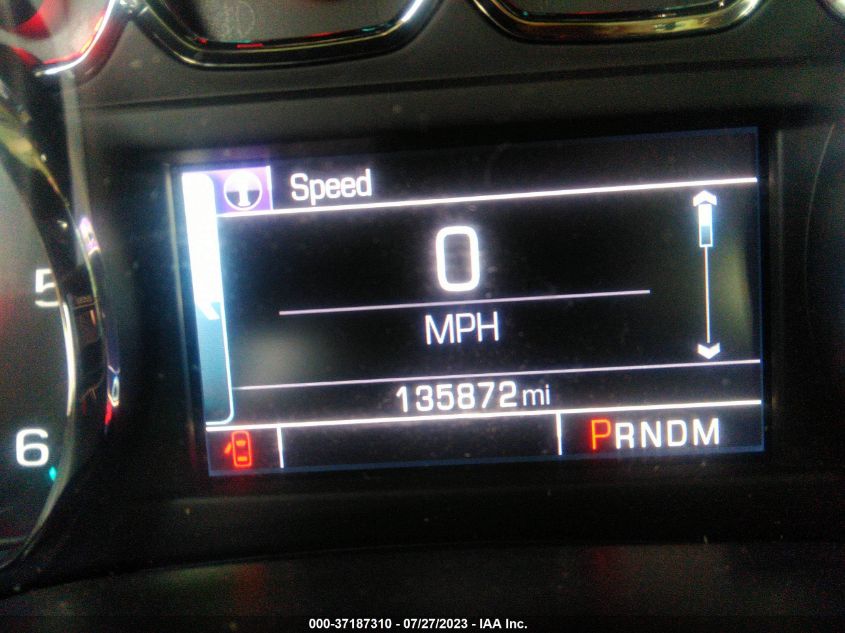 Speed
0
MPH
5
135872 mi
6
PRNDM
000-37187310 - 07/27/2023 - IAA Inc.